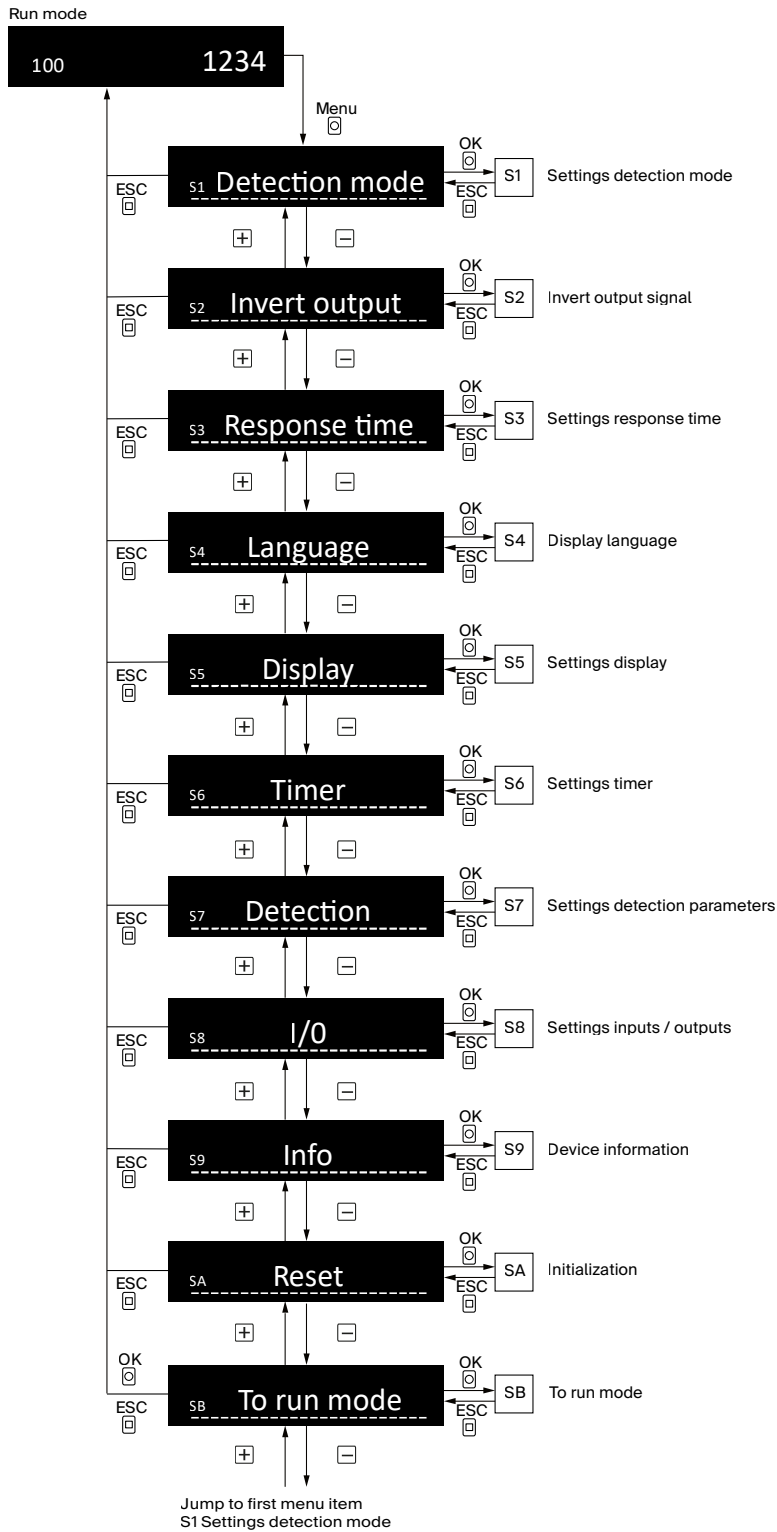 Run mode
100 1234
Menu
OK
S1 Detection mode S1 Settings detection mode
ESC ESC
+ −
OK
S2 Invert output S2 Invert output signal
ESC ESC
+ −
OK
S3 Response time S3 Settings response time
ESC ESC
+ −
OK
S4 Language S4 Display language
ESC ESC
+ −
OK
S5 Display S5 Settings display
ESC ESC
+ −
OK
S6 Timer S6 Settings timer
ESC ESC
+ −
OK
S7 Detection S7 Settings detection parameters
ESC ESC
+ −
OK
S8 I/0 S8 Settings inputs / outputs
ESC ESC
+ −
OK
S9 Info S9 Device information
ESC ESC
+ −
OK
SA Reset SA Initialization
ESC ESC
+ −
OK OK
SB To run mode SB To run mode
ESC ESC
+ −
Jump to first menu item
S1 Settings detection mode